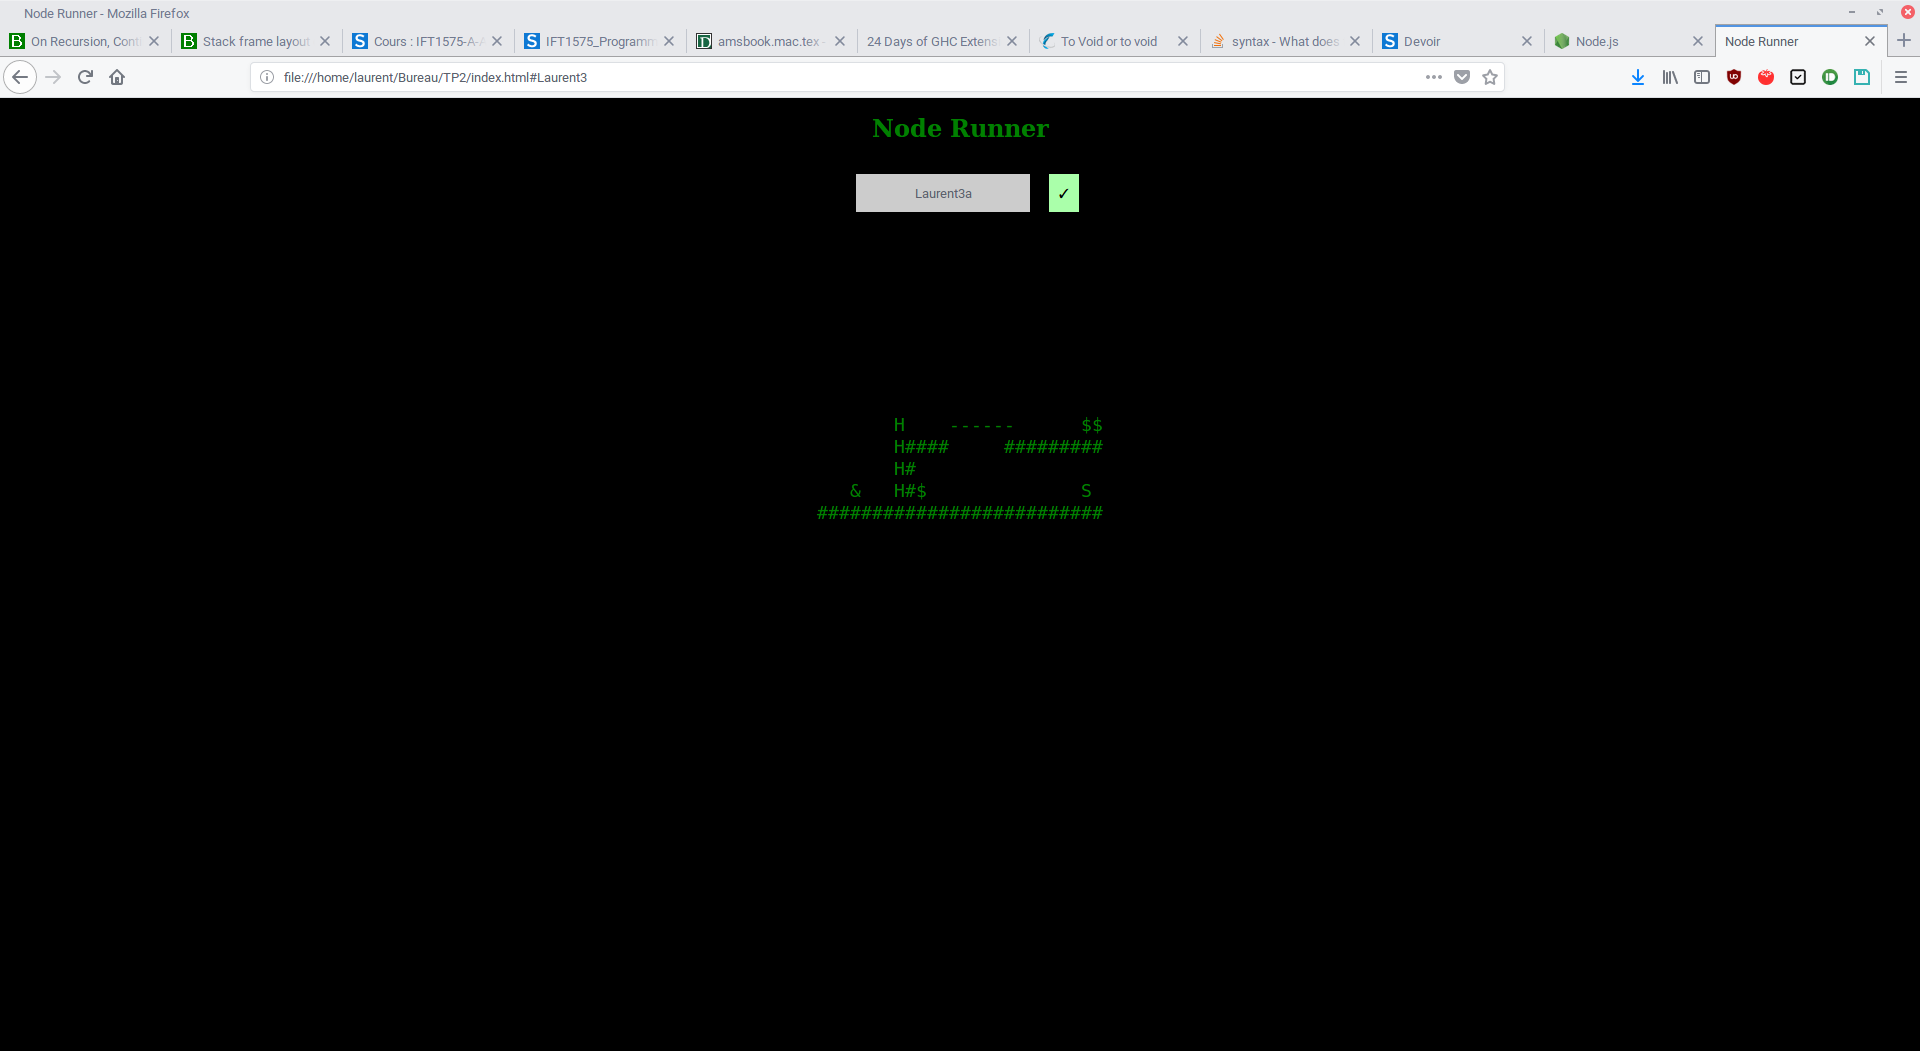 Node Runner - Mozilla Firefox
On Recursion, Conti Stack frame layout Cours : IFT1575-A-A IFT1575_Programm amsbook.mac.tex - 24 Days of GHC Extens To Void or to void syntax - What does Devoir Node.js Node Runner
file:///home/laurent/Bureau/TP2/index.html#Laurent3
Node Runner
Laurent3a ✓
H    ------      $$
H####     #########
H#
&   H#$              S
##########################